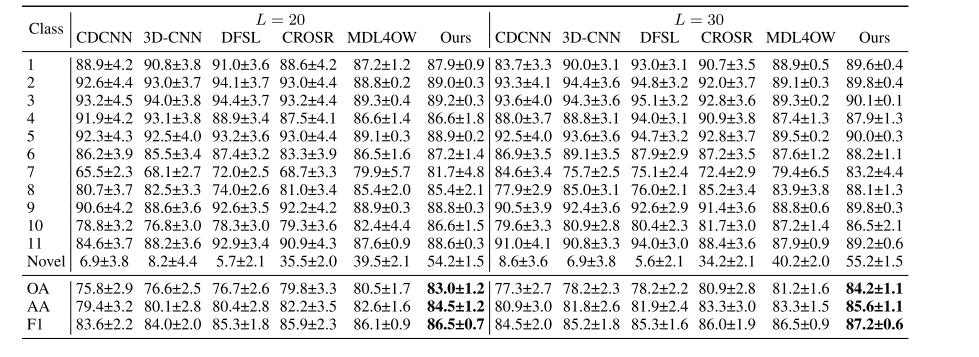 L = 20 L = 30
Class CDCNN 3D-CNN DFSL CROSR MDL4OW Ours CDCNN 3D-CNN DFSL CROSR MDL4OW Ours
1 88.9±4.2 90.8±3.8 91.0±3.6 88.6±4.2 87.2±1.2 87.9±0.9 83.7±3.3 90.0±3.1 93.0±3.1 90.7±3.5 88.9±0.5 89.6±0.4
2 92.6±4.4 93.0±3.7 94.1±3.7 93.0±4.4 88.8±0.2 89.0±0.3 93.3±4.1 94.4±3.2 94.8±3.2 92.0±3.7 89.1±0.3 89.8±0.4
3 93.2±4.5 94.0±3.8 94.4±3.7 93.2±4.4 89.3±0.4 89.2±0.3 93.6±4.0 94.3±3.6 95.1±3.2 92.8±3.6 89.3±0.2 90.1±0.1
4 91.9±4.2 93.1±3.8 88.9±3.4 87.5±4.1 86.6±1.4 86.6±1.8 88.0±3.7 88.8±3.1 94.0±3.1 90.9±3.8 87.4±1.3 87.9±1.3
5 92.3±4.3 92.5±4.0 93.2±3.6 93.0±4.4 89.1±0.3 88.9±0.2 92.5±4.0 93.6±3.6 94.7±3.2 92.8±3.7 89.5±0.2 90.0±0.3
6 86.2±3.9 85.5±3.4 87.4±3.2 83.3±3.9 86.5±1.6 87.2±1.4 86.9±3.5 89.1±3.5 87.9±2.9 87.2±3.5 87.6±1.2 88.2±1.1
7 65.5±2.3 68.1±2.7 72.0±2.5 68.7±3.3 79.9±5.7 81.7±4.8 84.6±3.4 75.7±2.5 75.1±2.4 72.4±2.9 79.4±6.5 83.2±4.4
8 80.7±3.7 82.5±3.3 74.0±2.6 81.0±3.4 85.4±2.0 85.4±2.1 77.9±2.9 85.0±3.1 76.0±2.1 85.2±3.4 83.9±3.8 88.1±1.3
9 90.6±4.2 88.6±3.6 92.6±3.5 92.2±4.2 88.9±0.3 88.8±0.3 90.5±3.9 92.4±3.6 92.6±2.9 91.4±3.6 88.8±0.6 89.8±0.3
10 78.8±3.2 76.8±3.0 78.3±3.0 79.3±3.6 82.4±4.4 86.6±1.5 79.6±3.3 80.9±2.8 80.4±2.3 81.7±3.0 87.2±1.4 86.5±2.1
11 84.6±3.7 88.2±3.6 92.9±3.4 90.9±4.3 87.6±0.9 88.6±0.3 91.0±4.1 90.8±3.3 94.0±3.0 88.4±3.6 87.9±0.9 89.2±0.6
Novel 6.9±3.8 8.2±4.4 5.7±2.1 35.5±2.0 39.5±2.1 54.2±1.5 8.6±3.6 6.9±3.8 5.6±2.1 34.2±2.1 40.2±2.0 55.2±1.5
OA 75.8±2.9 76.6±2.5 76.7±2.6 79.8±3.3 80.5±1.7 83.0±1.2 77.3±2.7 78.2±2.3 78.2±2.2 80.9±2.8 81.2±1.6 84.2±1.1
AA 79.4±3.2 80.1±2.8 80.4±2.8 82.2±3.5 82.6±1.6 84.5±1.2 80.9±3.0 81.8±2.6 81.9±2.4 83.3±3.0 83.3±1.5 85.6±1.1
F1 83.6±2.2 84.0±2.0 85.3±1.8 85.9±2.3 86.1±0.9 86.5±0.7 84.5±2.0 85.2±1.8 85.3±1.6 86.0±1.9 86.5±0.9 87.2±0.6